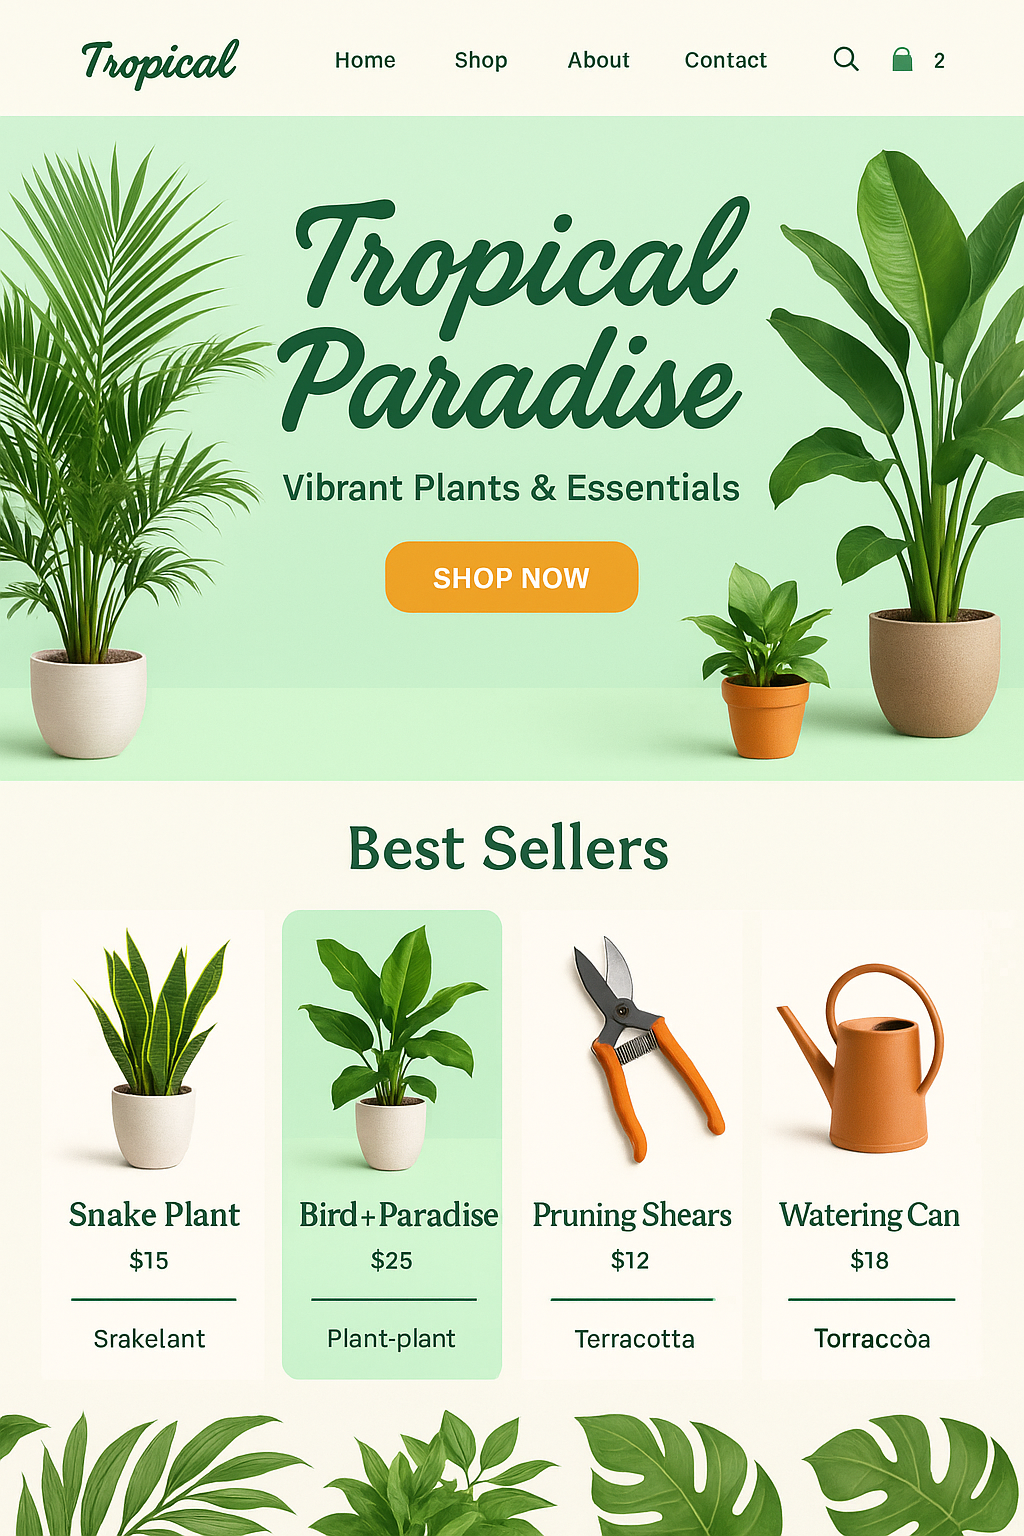 Tropical
Home Shop About Contact 2
Tropical
Paradise
Vibrant Plants & Essentials
SHOP NOW
Best Sellers
Snake Plant
$15
Srakelant
Bird+Paradise
$25
Plant-plant
Pruning Shears
$12
Terracotta
Watering Can
$18
Torraccòa